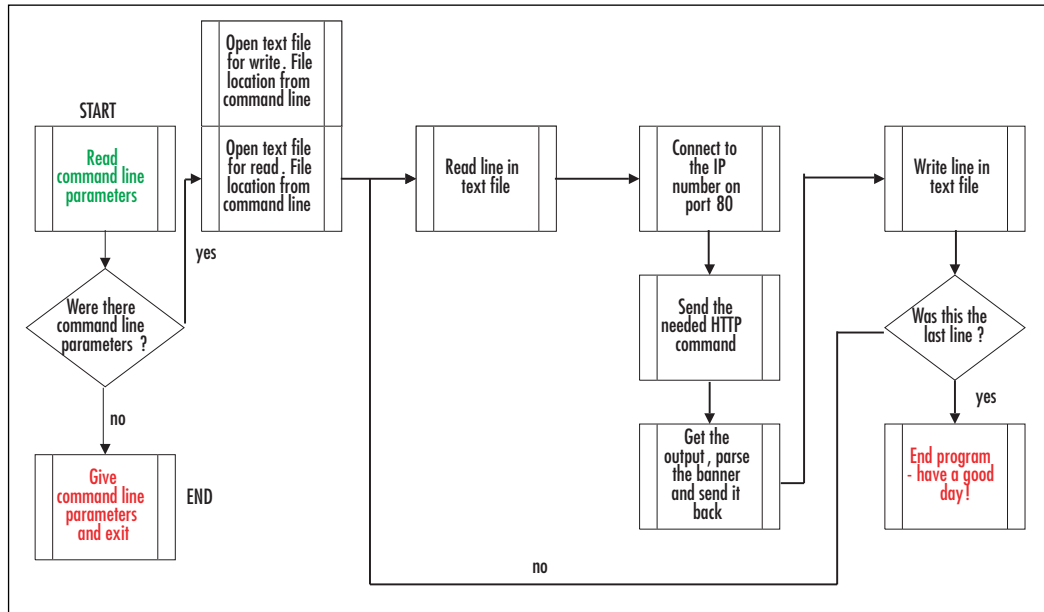 Open text file
for write. File
location from
command line
START
Read
command line
parameters
Open text file
for read. File
location from
command line
Read line in
text file
Connect to
the IP
number on
port 80
Write line in
text file
yes
Were there
command line
parameters ?
Send the
needed HTTP
command
Was this the
last line ?
no
yes
Give
command line
parameters
and exit
END
Get the
output, parse
the banner
and send it
back
End program
- have a good
day!
no